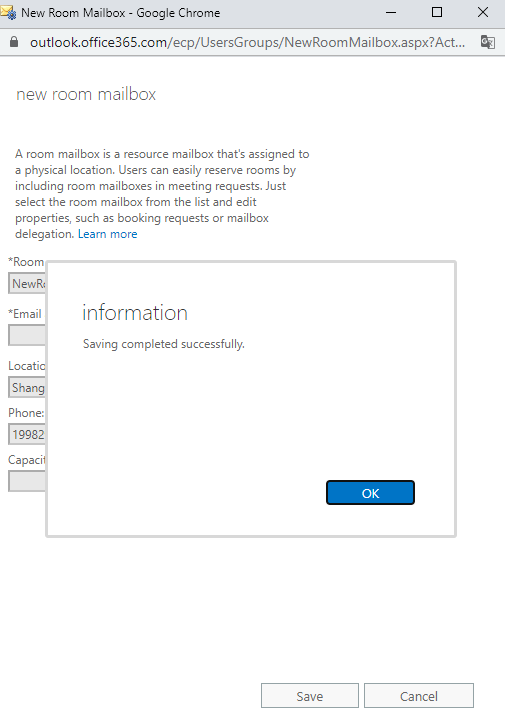 New Room Mailbox - Google Chrome
outlook.office365.com/ecp/UsersGroups/NewRoomMailbox.aspx?Act...
new room mailbox
A room mailbox is a resource mailbox that's assigned to
a physical location. Users can easily reserve rooms by
including room mailboxes in meeting requests. Just
select the room mailbox from the list and edit
properties, such as booking requests or mailbox
delegation. Learn more
*Room
NewRo
*Email
Locatio
Shang
Phone:
19982
Capacit
information
Saving completed successfully.
OK
Save
Cancel